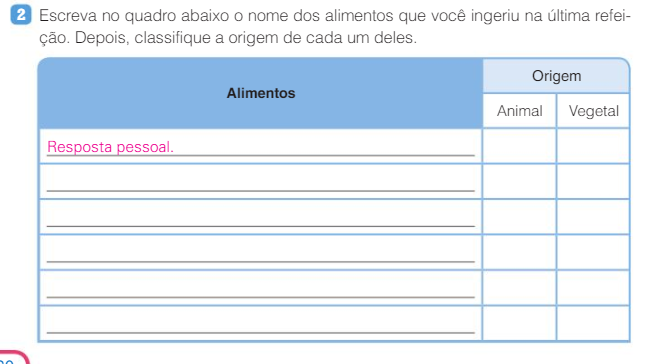 2 Escreva no quadro abaixo o nome dos alimentos que você ingeriu na última refei-
ção. Depois, classifique a origem de cada um deles.
Alimentos
Origem
Animal Vegetal
Resposta pessoal.